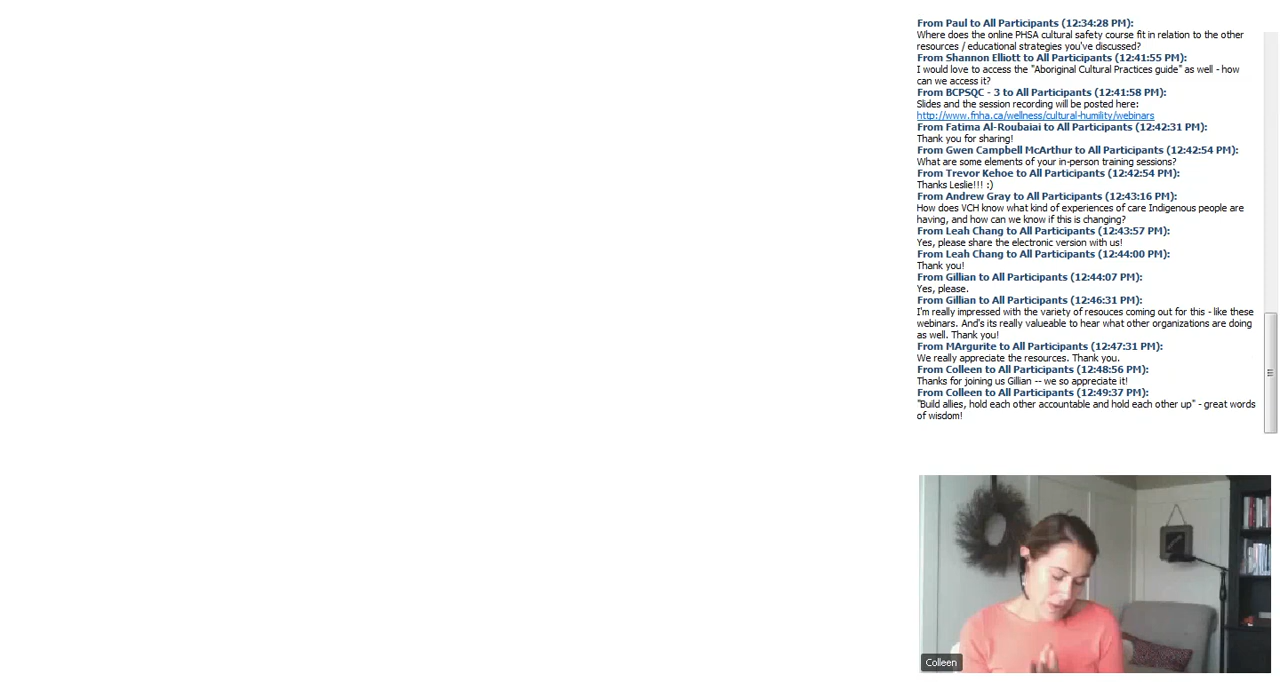 From Paul to All Participants (12:34:28 PM):
Where does the online PHSA cultural safety course fit in relation to the other
resources / educational strategies you've discussed?
From Shannon Elliott to All Participants (12:41:55 PM):
I would love to access the "Aboriginal Cultural Practices guide" as well - how
can we access it?
From BCPSQC - 3 to All Participants (12:41:58 PM):
Slides and the session recording will be posted here:
http://www.fnha.ca/wellness/cultural-humility/webinars
From Fatima Al-Roubaiai to All Participants (12:42:31 PM):
Thank you for sharing!
From Gwen Campbell McArthur to All Participants (12:42:54 PM):
What are some elements of your in-person training sessions?
From Trevor Kehoe to All Participants (12:42:54 PM):
Thanks Leslie!!! :)
From Andrew Gray to All Participants (12:43:16 PM):
How does VCH know what kind of experiences of care Indigenous people are
having, and how can we know if this is changing?
From Leah Chang to All Participants (12:43:57 PM):
Yes, please share the electronic version with us!
From Leah Chang to All Participants (12:44:00 PM):
Thank you!
From Gillian to All Participants (12:44:07 PM):
Yes, please.
From Gillian to All Participants (12:46:31 PM):
I'm really impressed with the variety of resouces coming out for this - like these
webinars. And's its really valueable to hear what other organizations are doing
as well. Thank you!
From MArgurite to All Participants (12:47:31 PM):
We really appreciate the resources. Thank you.
From Colleen to All Participants (12:48:56 PM):
Thanks for joining us Gillian -- we so appreciate it!
From Colleen to All Participants (12:49:37 PM):
"Build allies, hold each other accountable and hold each other up" - great words
of wisdom!
Colleen